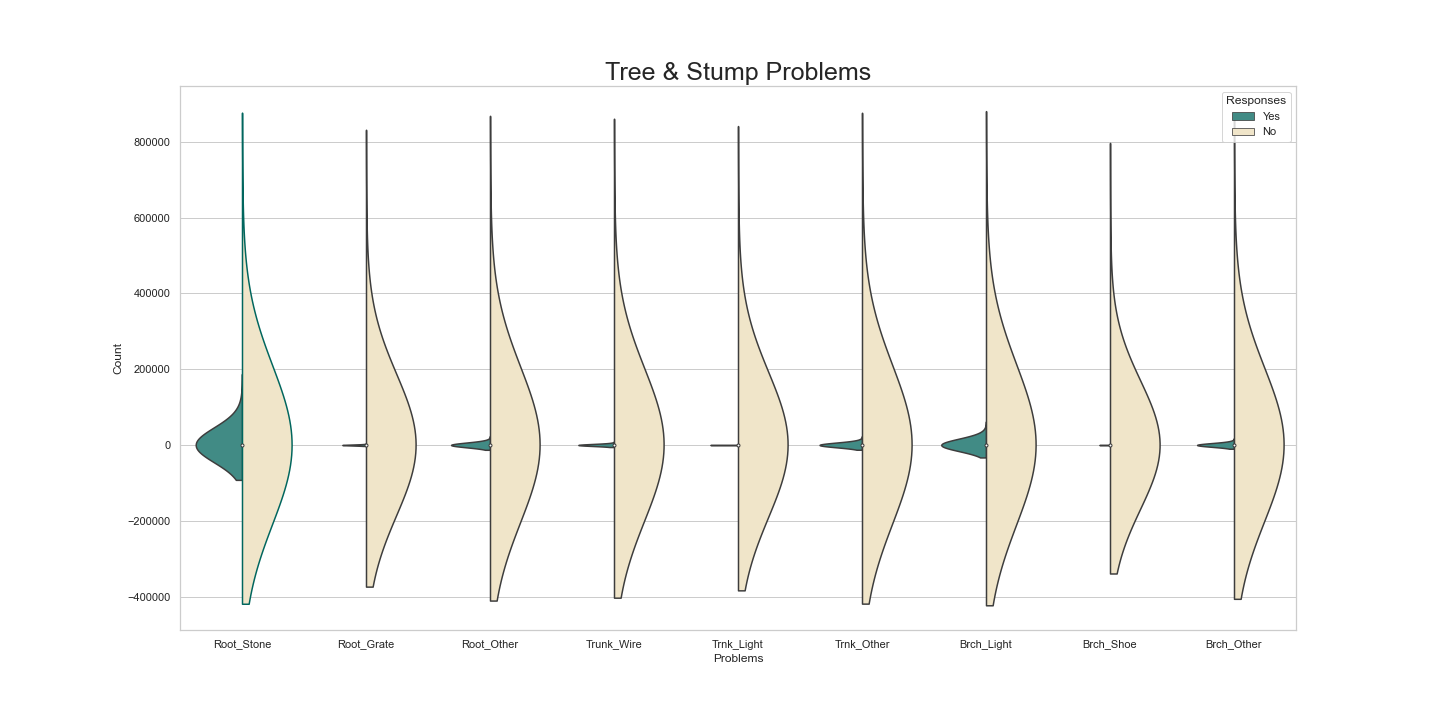 Tree & Stump Problems
Responses
Yes
No
800000
600000
400000
200000
0
−200000
−400000
Count
Root_Stone Root_Grate Root_Other Trunk_Wire Trnk_Light Trnk_Other Brch_Light Brch_Shoe Brch_Other
Problems